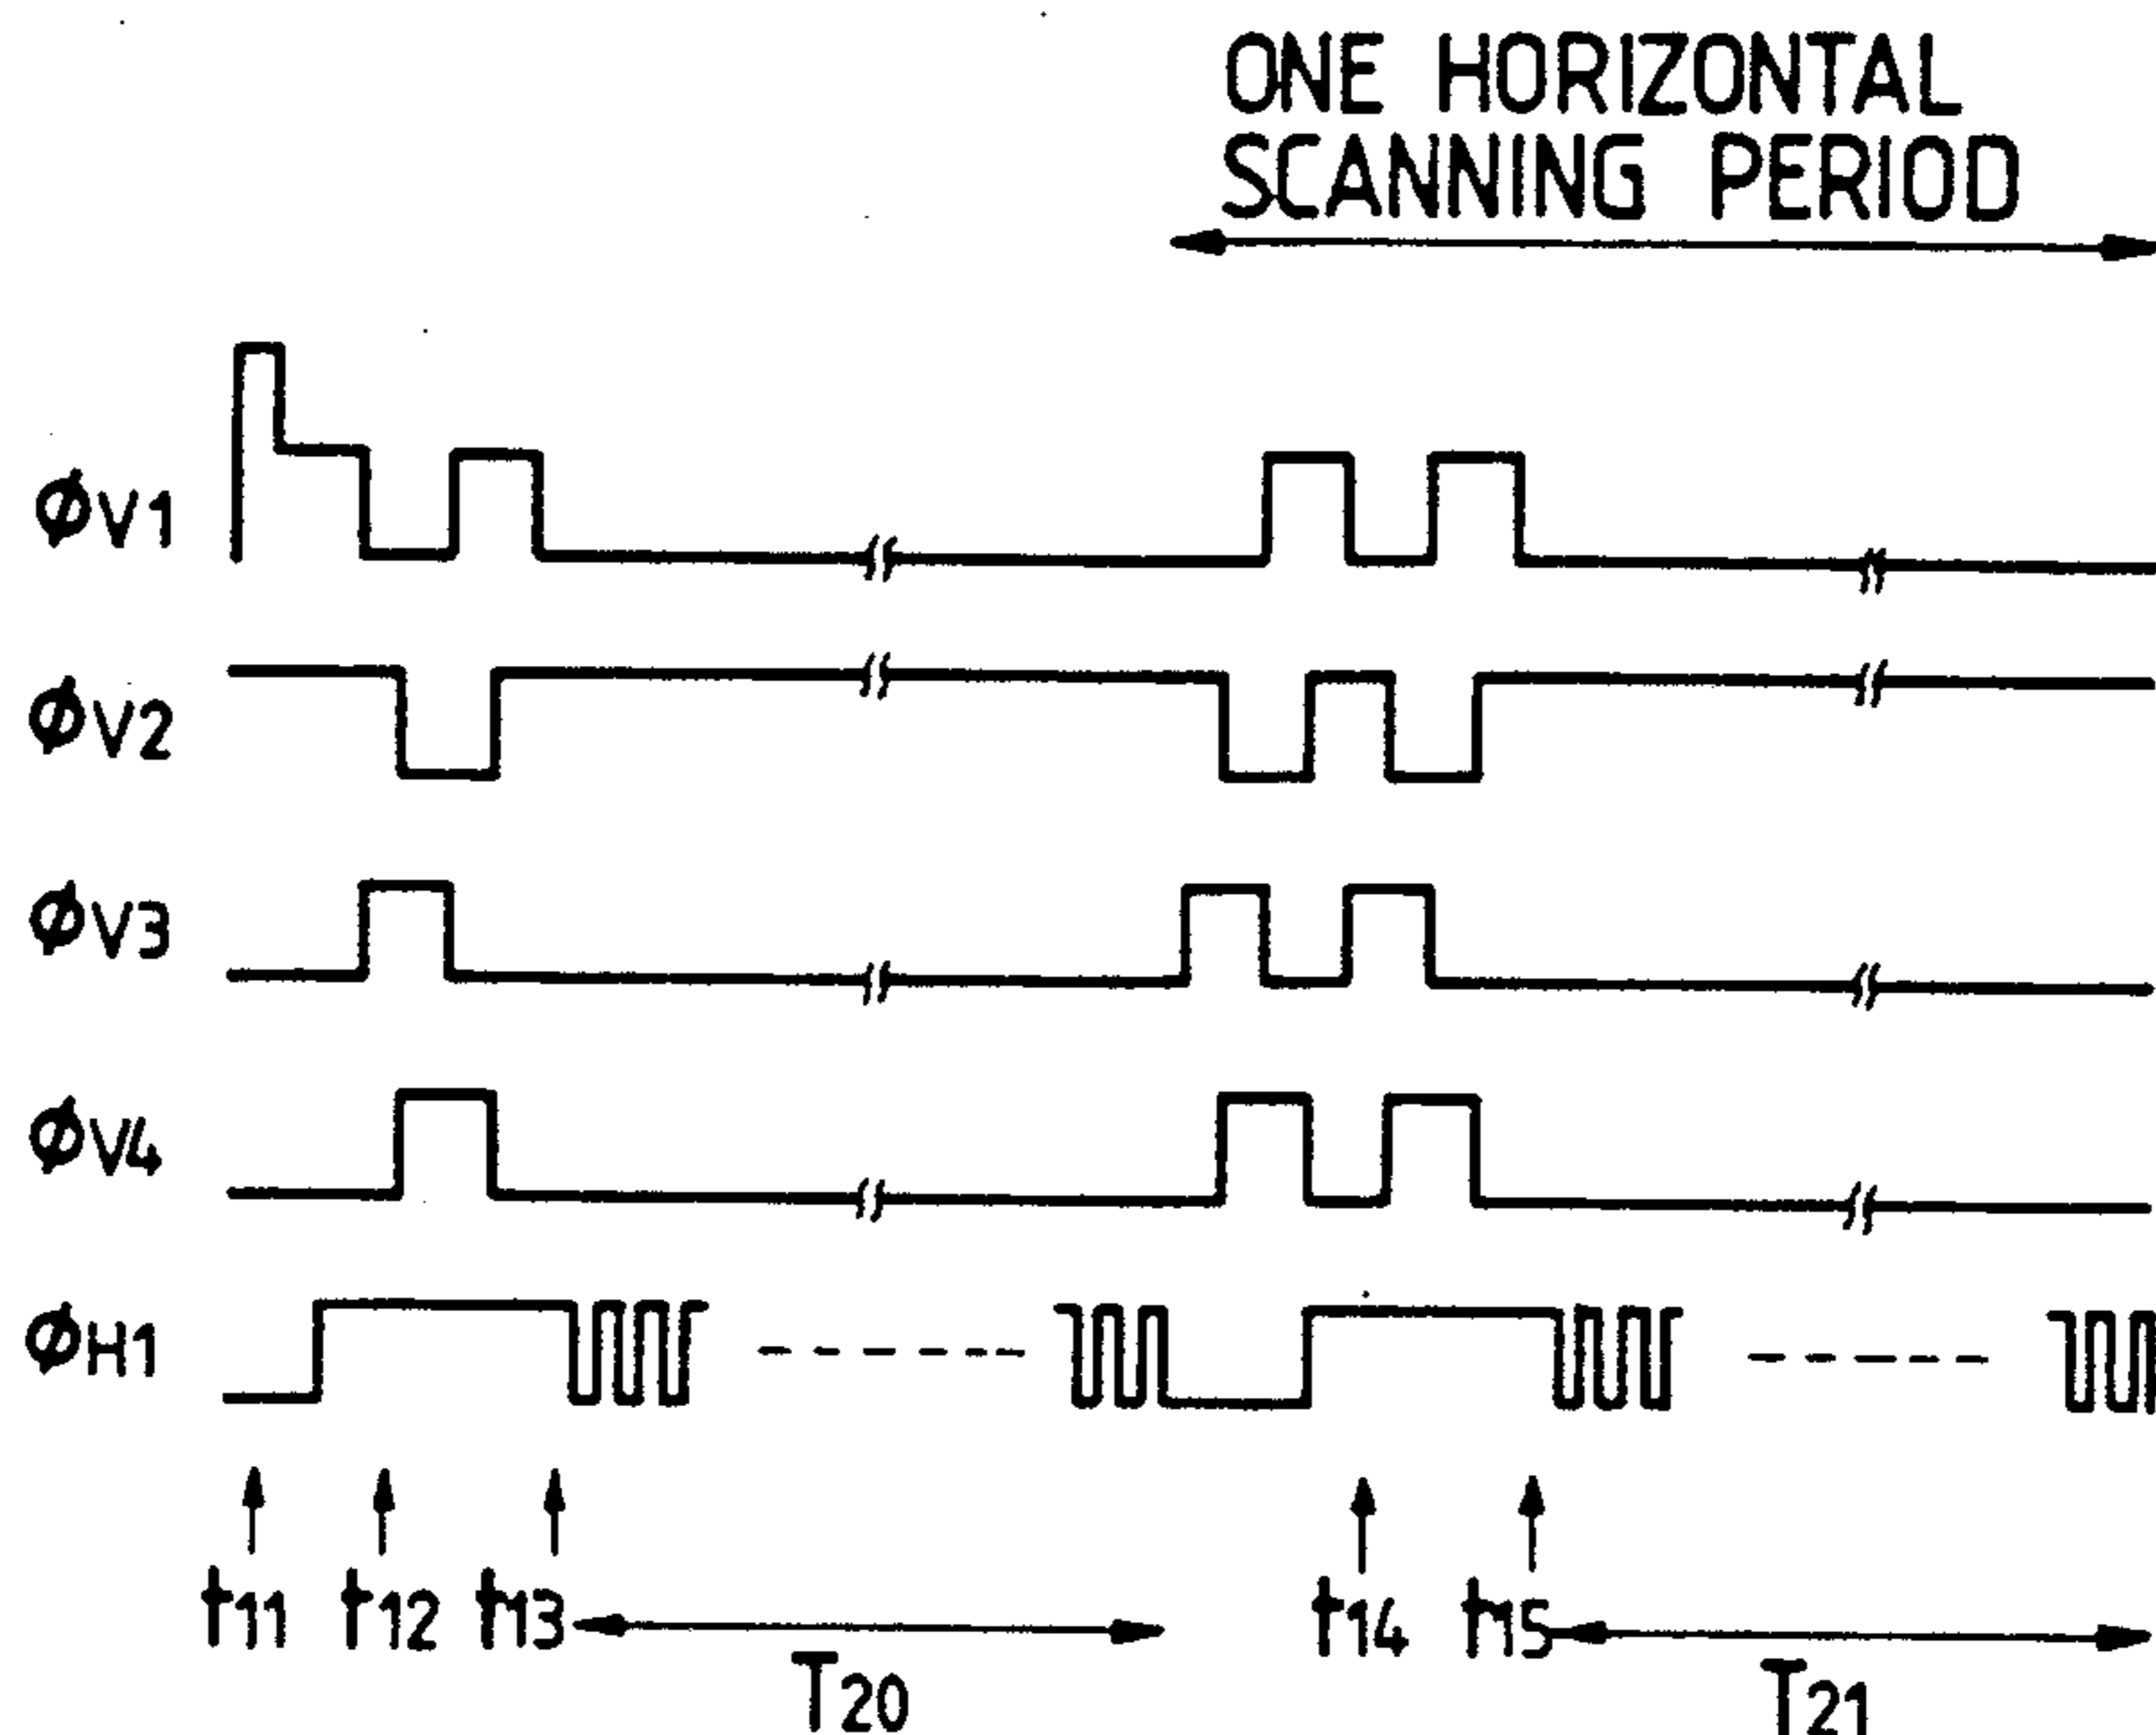 ONE HORIZONTAL
SCANNING PERIOD
ϕV1
ϕV2
ϕV3
ϕV4
ϕH1
t11 t12 t13 t14 t15
T20 T21